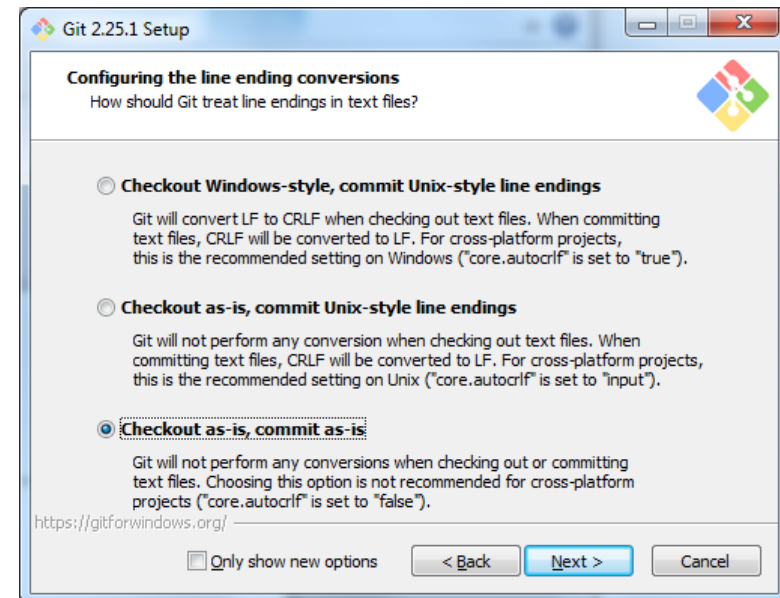 Git 2.25.1 Setup
Configuring the line ending conversions
How should Git treat line endings in text files?
Checkout Windows-style, commit Unix-style line endings
Git will convert LF to CRLF when checking out text files. When committing
text files, CRLF will be converted to LF. For cross-platform projects,
this is the recommended setting on Windows ("core.autocrlf" is set to "true").
Checkout as-is, commit Unix-style line endings
Git will not perform any conversion when checking out text files. When
committing text files, CRLF will be converted to LF. For cross-platform projects,
this is the recommended setting on Unix ("core.autocrlf" is set to "input").
Checkout as-is, commit as-is
Git will not perform any conversions when checking out or committing
text files. Choosing this option is not recommended for cross-platform
projects ("core.autocrlf" is set to "false").
https://gitforwindows.org/
Only show new options
< Back
Next >
Cancel